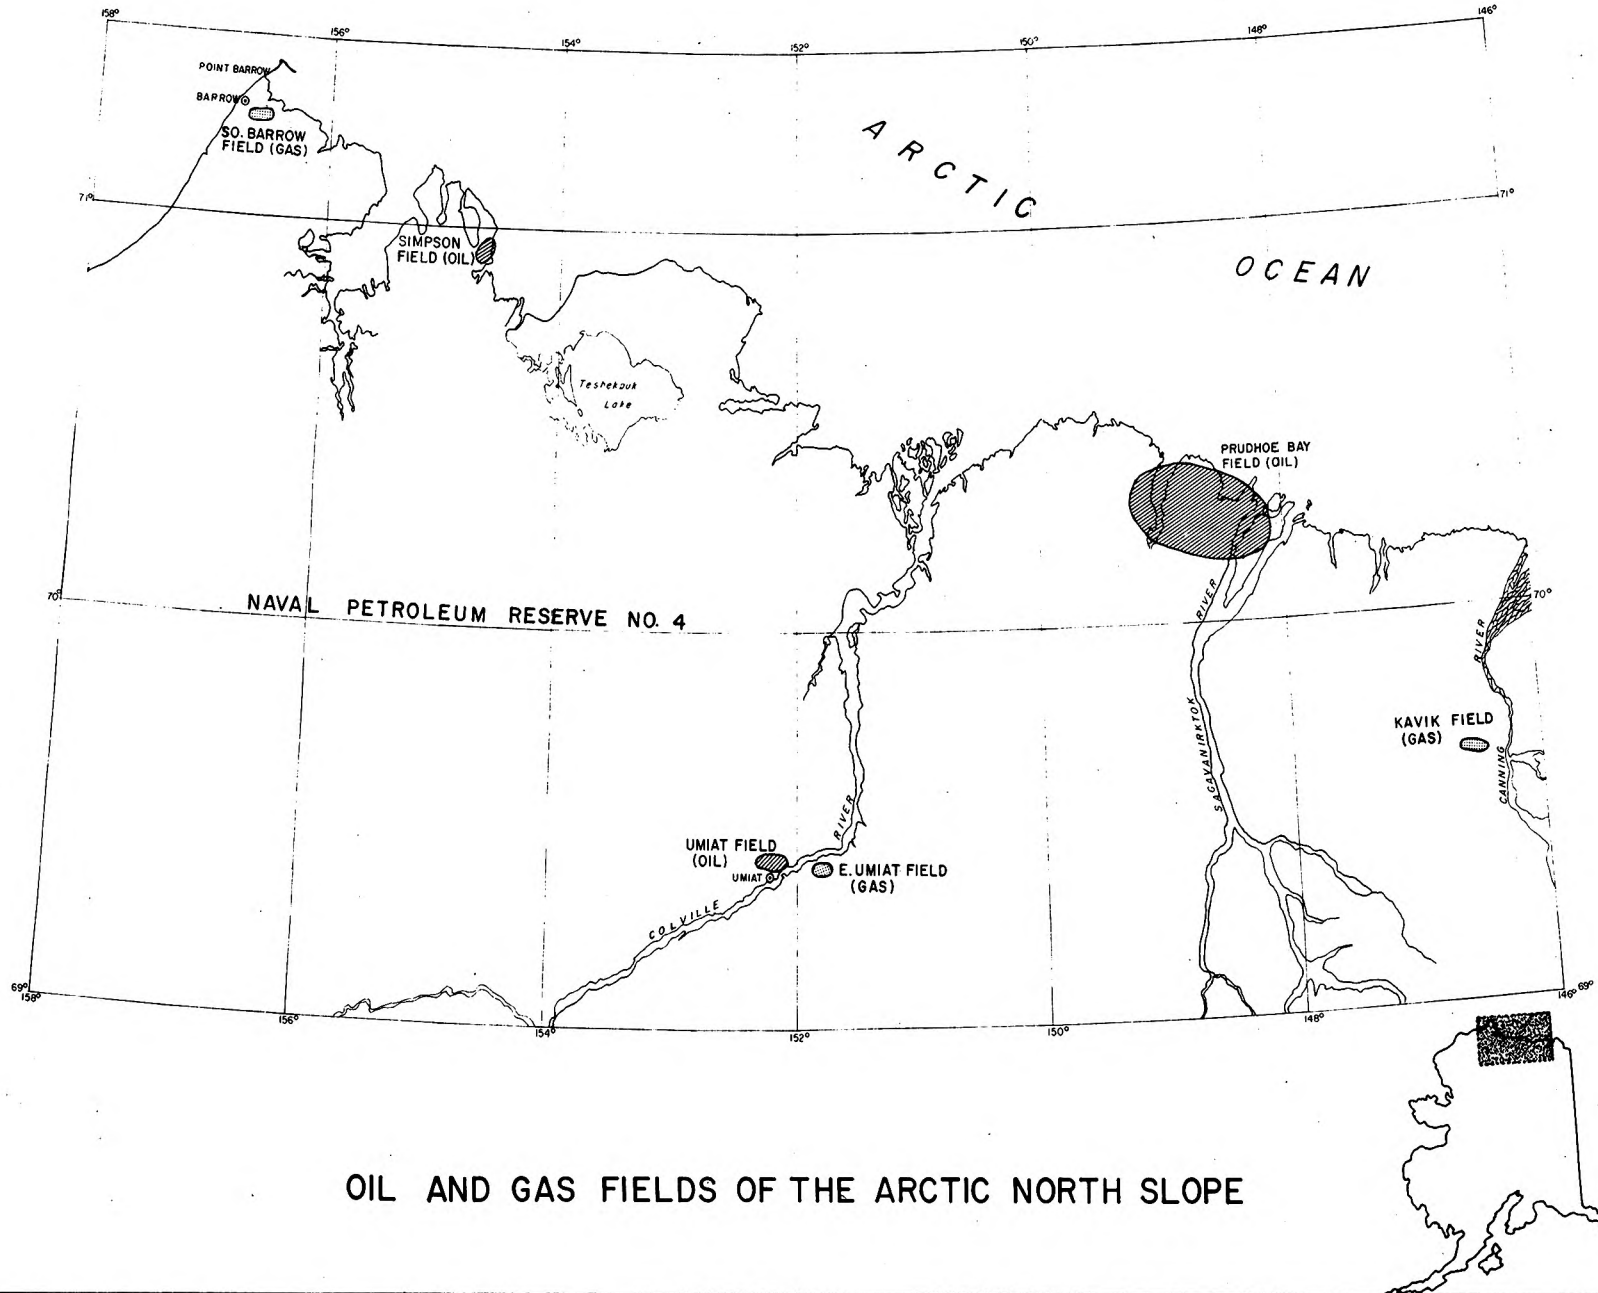 158°
156°
154°
152°
150°
148°
146°
POINT BARROW
BARROW
SO. BARROW
FIELD (GAS)
ARCTIC
OCEAN
71°
71°
SIMPSON
FIELD (OIL)
Teshekpuk
Lake
PRUDHOE BAY
FIELD (OIL)
70°
70°
NAVAL PETROLEUM RESERVE NO. 4
SAGAVANIRKTOK RIVER
CANNING RIVER
KAVIK FIELD
(GAS)
UMIAT FIELD
(OIL)
UMIAT
E. UMIAT FIELD
(GAS)
COLVILLE RIVER
69°
158°
156°
154°
152°
150°
148°
146°
69°
OIL AND GAS FIELDS OF THE ARCTIC NORTH SLOPE